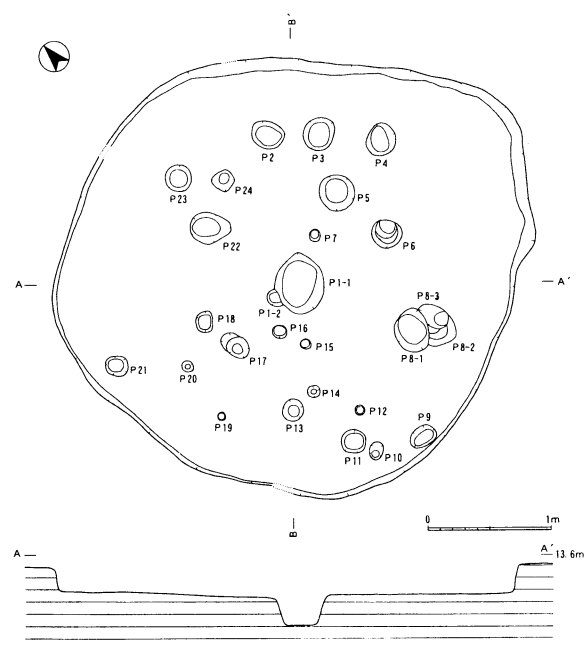 B´
P2 P3 P4
P23 P24 P5
P22 P7 P6
A A´
P1-1
P1-2 P8-3
P18 P16
P17 P15 P8-1 P8-2
P21 P20
P14
P19 P13 P12 P9
P11 P10
B
0 1m
A A´ 13.6m